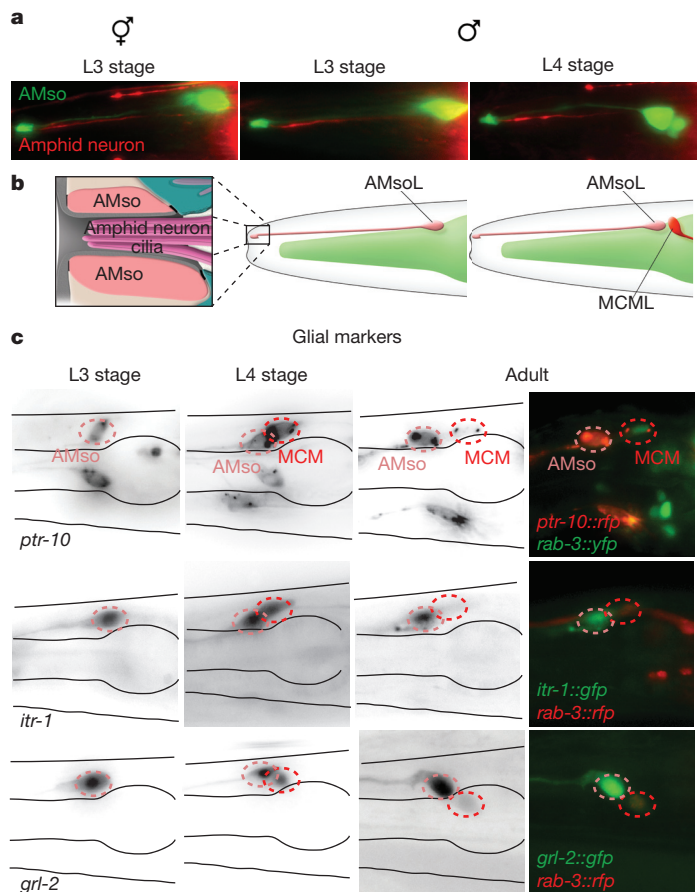 a
⚥
♂
L3 stage
L3 stage
L4 stage
AMso
Amphid neuron
b
AMso
Amphid neuron
cilia
AMso
AMsoL
AMsoL
MCML
c
Glial markers
L3 stage
L4 stage
Adult
AMso
AMso
MCM
AMso
MCM
AMso
MCM
ptr-10
ptr-10::rfp
rab-3::yfp
itr-1
itr-1::gfp
rab-3::rfp
grl-2
grl-2::gfp
rab-3::rfp